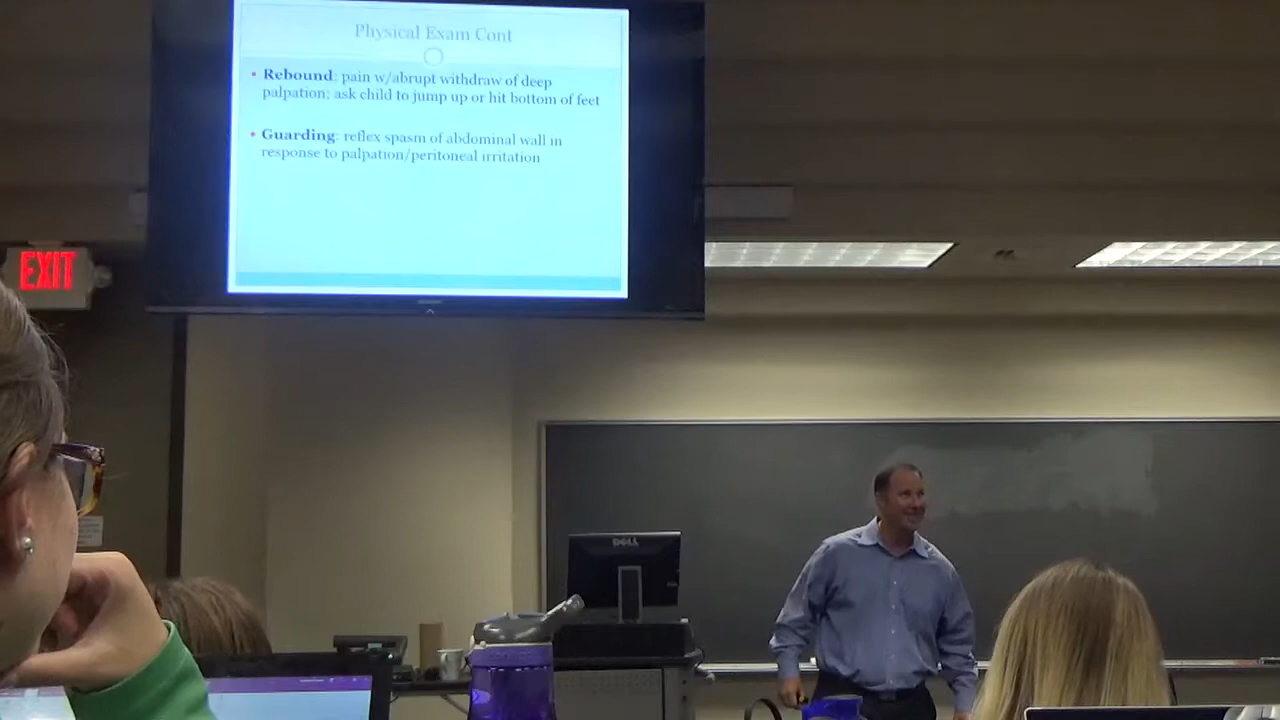 Physical Exam Cont
• Rebound: pain w/abrupt withdraw of deep
palpation; ask child to jump up or hit bottom of feet
• Guarding: reflex spasm of abdominal wall in
response to palpation/peritoneal irritation
EXIT
DELL